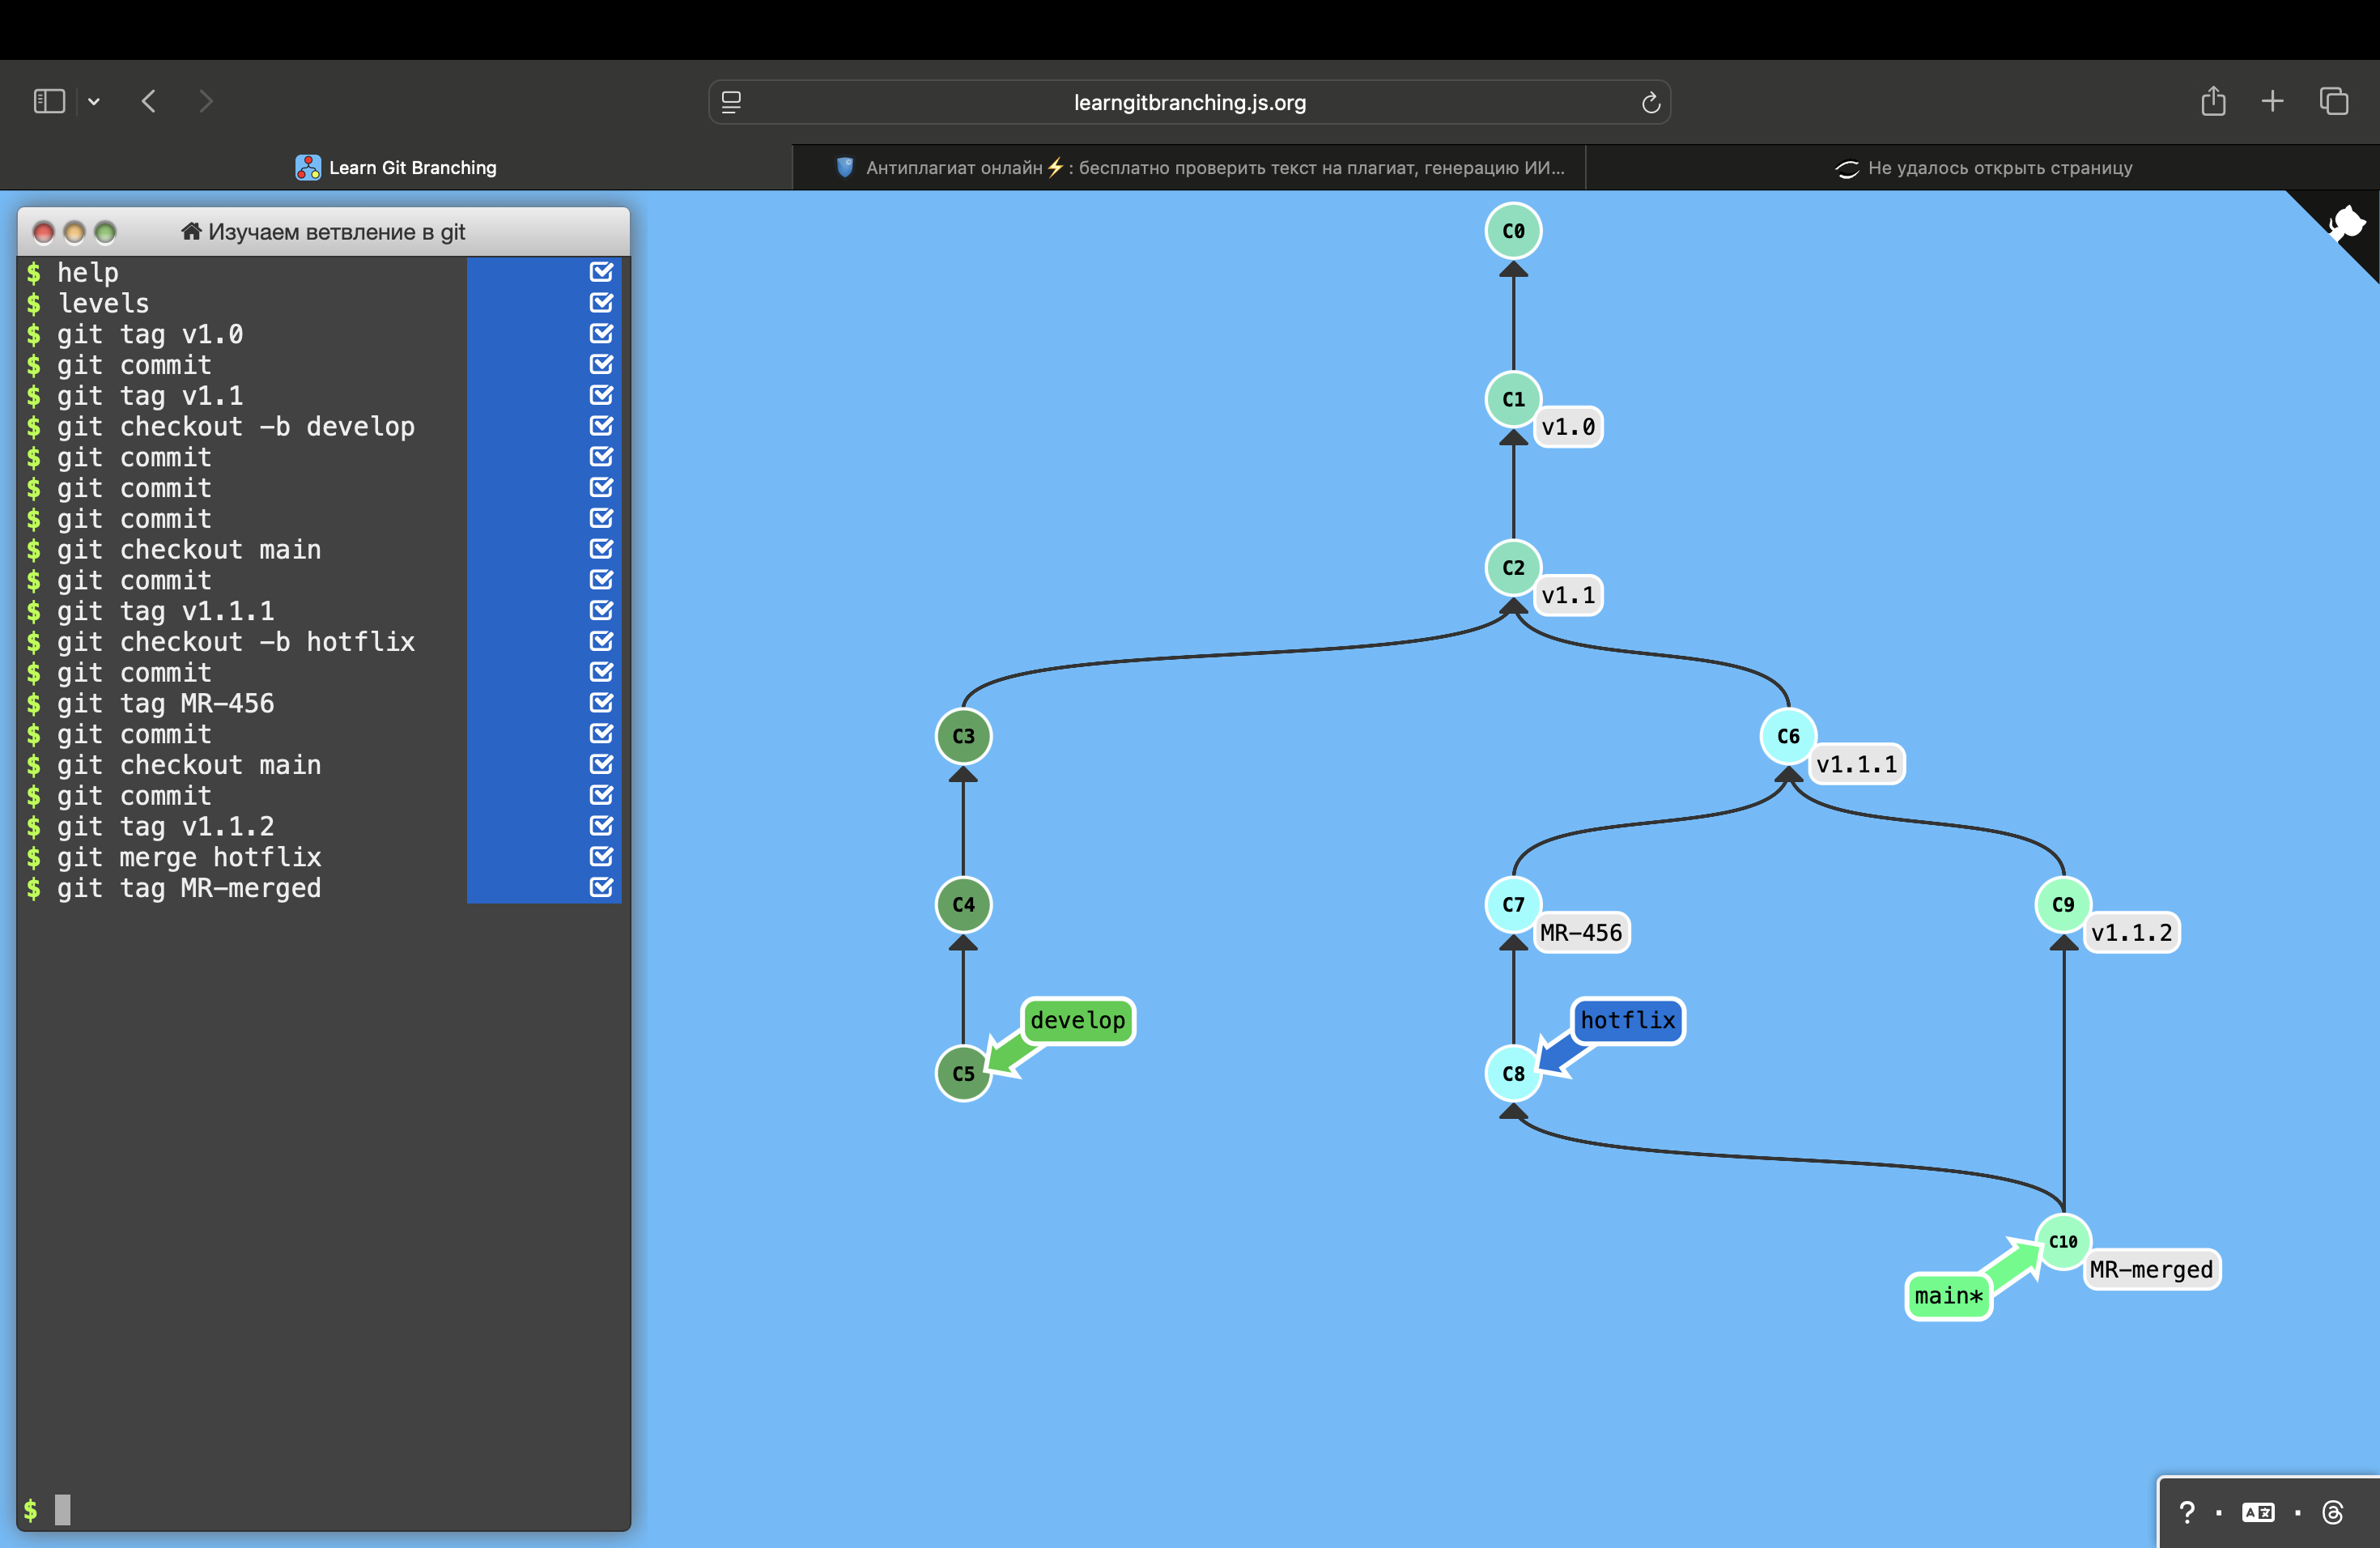 learngitbranching.js.org
Learn Git Branching
Антиплагиат онлайн⚡: бесплатно проверить текст на плагиат, генерацию ИИ...
Не удалось открыть страницу
Изучаем ветвление в git
$ help
$ levels
$ git tag v1.0
$ git commit
$ git tag v1.1
$ git checkout -b develop
$ git commit
$ git commit
$ git commit
$ git checkout main
$ git commit
$ git tag v1.1.1
$ git checkout -b hotflix
$ git commit
$ git tag MR-456
$ git commit
$ git checkout main
$ git commit
$ git tag v1.1.2
$ git merge hotflix
$ git tag MR-merged
$
C0
C1
v1.0
C2
v1.1
C3
C6
v1.1.1
C4
C7
MR-456
C9
v1.1.2
develop
hotflix
C5
C8
C10
MR-merged
main*
? · A文 ·